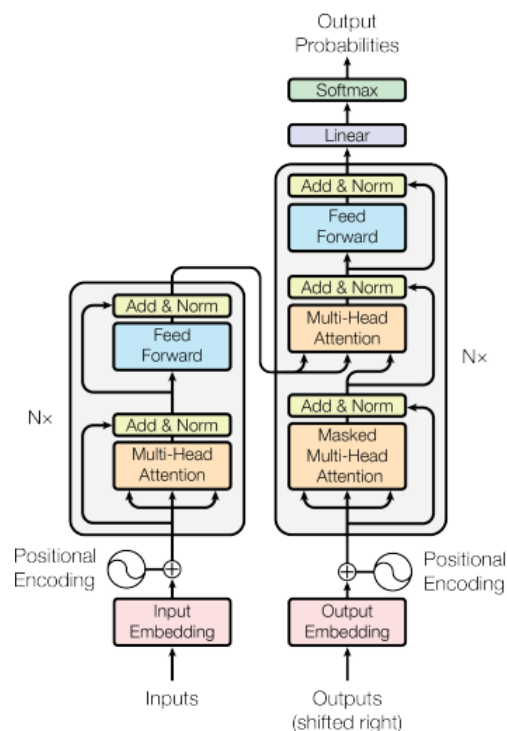 Output
Probabilities
Softmax
Linear
Add & Norm
Feed
Forward
Add & Norm
Multi-Head
Attention
N×
Add & Norm
Masked
Multi-Head
Attention
Add & Norm
Feed
Forward
N×
Add & Norm
Multi-Head
Attention
Positional
Encoding
Positional
Encoding
Input
Embedding
Output
Embedding
Inputs
Outputs
(shifted right)